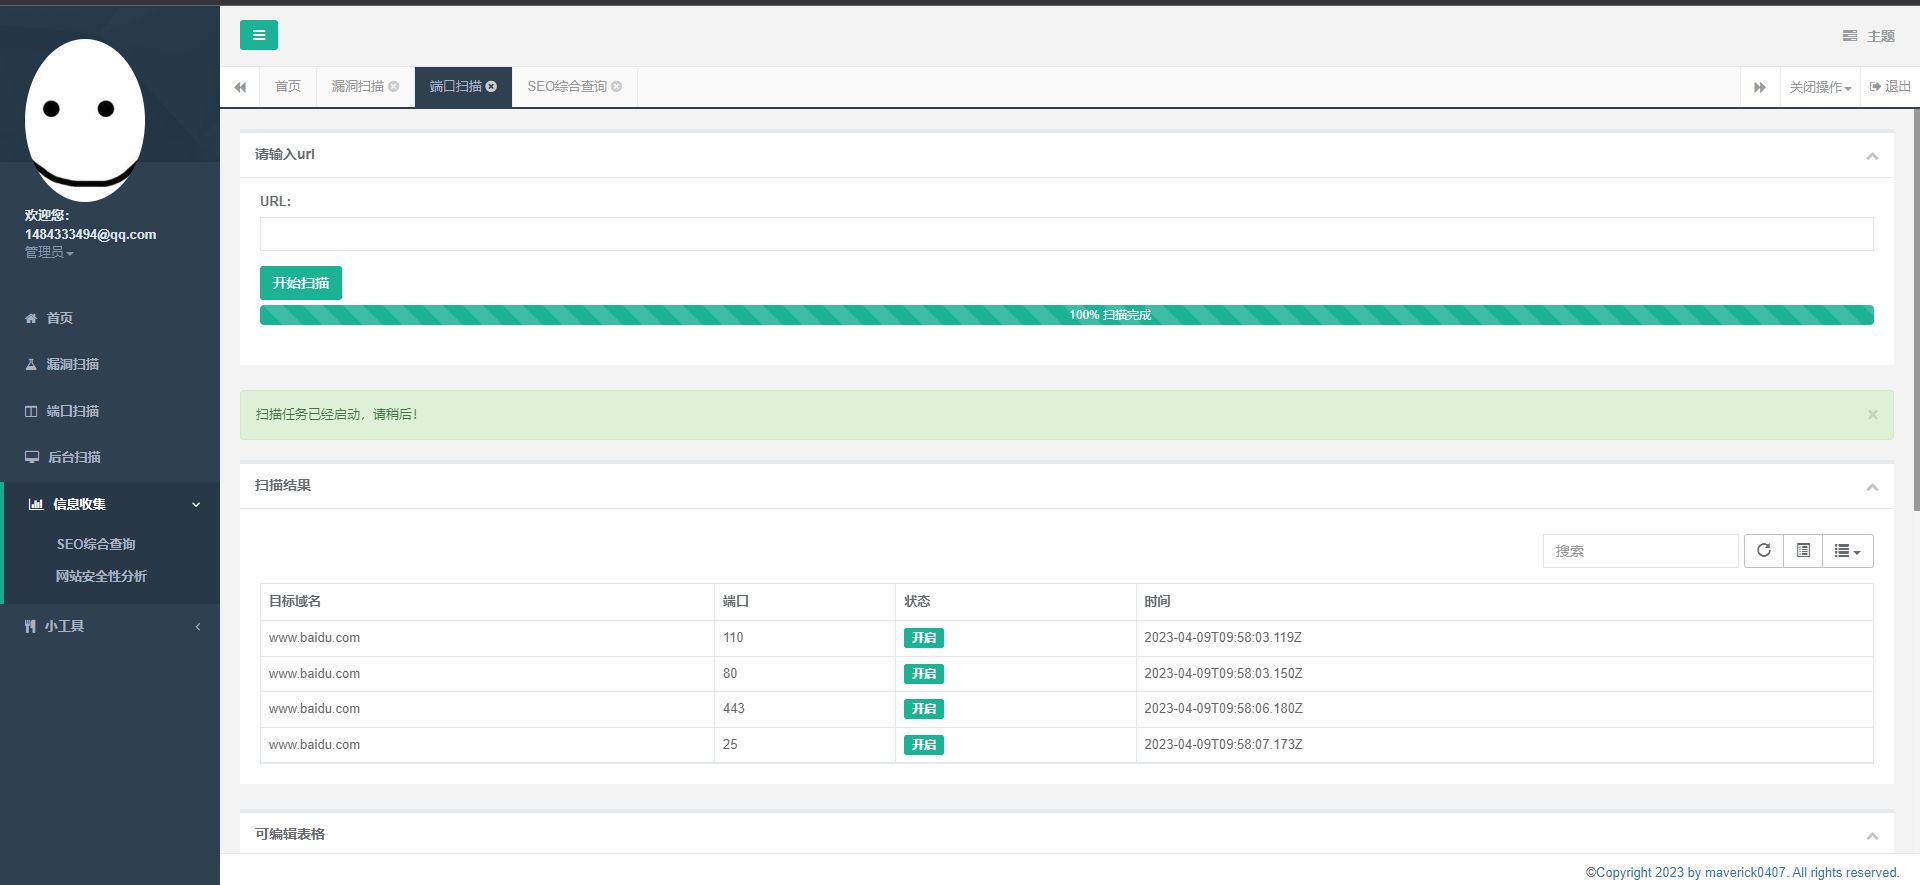 主题
首页
漏洞扫描
端口扫描
SEO综合查询
关闭操作
退出
欢迎您：
1484333494@qq.com
管理员
首页
漏洞扫描
端口扫描
后台扫描
信息收集
SEO综合查询
网站安全性分析
小工具
请输入url
URL:
开始扫描
100% 扫描完成
扫描任务已经启动，请稍后！
×
扫描结果
搜索
目标域名 端口 状态 时间
www.baidu.com 110 开启 2023-04-09T09:58:03.119Z
www.baidu.com 80 开启 2023-04-09T09:58:03.150Z
www.baidu.com 443 开启 2023-04-09T09:58:06.180Z
www.baidu.com 25 开启 2023-04-09T09:58:07.173Z
可编辑表格
©Copyright 2023 by maverick0407. All rights reserved.